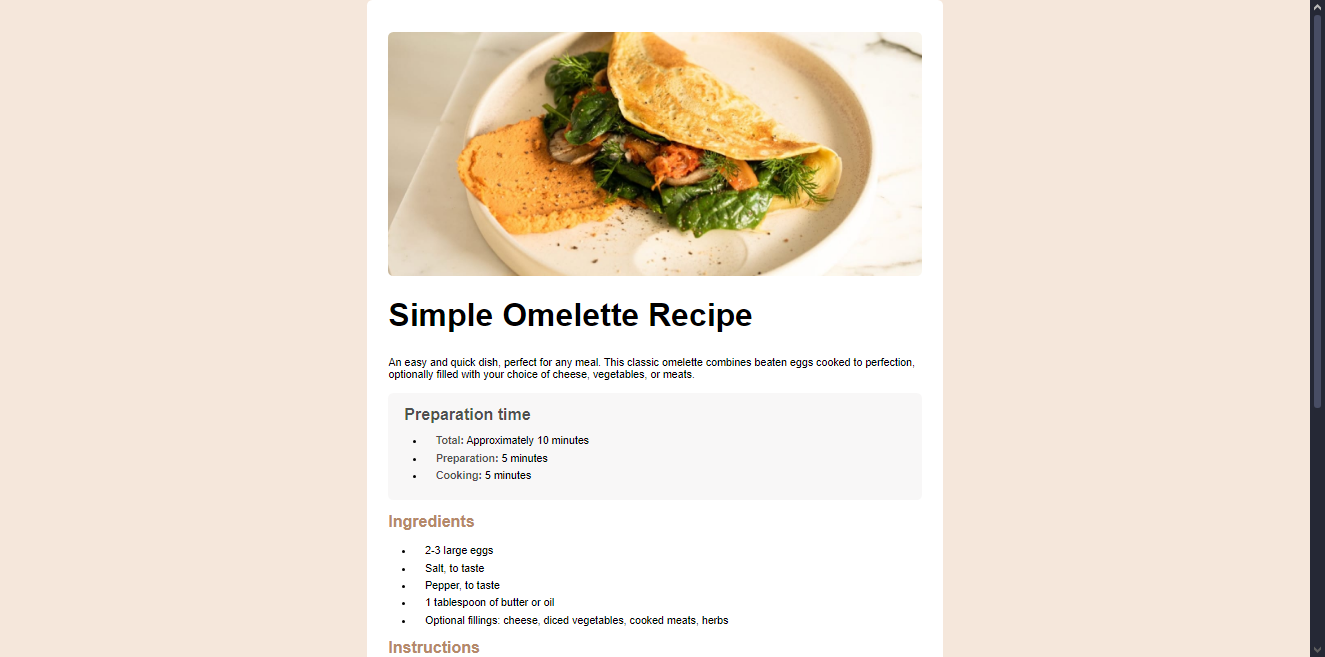 Simple Omelette Recipe
An easy and quick dish, perfect for any meal. This classic omelette combines beaten eggs cooked to perfection,
optionally filled with your choice of cheese, vegetables, or meats.
Preparation time
Total: Approximately 10 minutes
Preparation: 5 minutes
Cooking: 5 minutes
Ingredients
2-3 large eggs
Salt, to taste
Pepper, to taste
1 tablespoon of butter or oil
Optional fillings: cheese, diced vegetables, cooked meats, herbs
Instructions